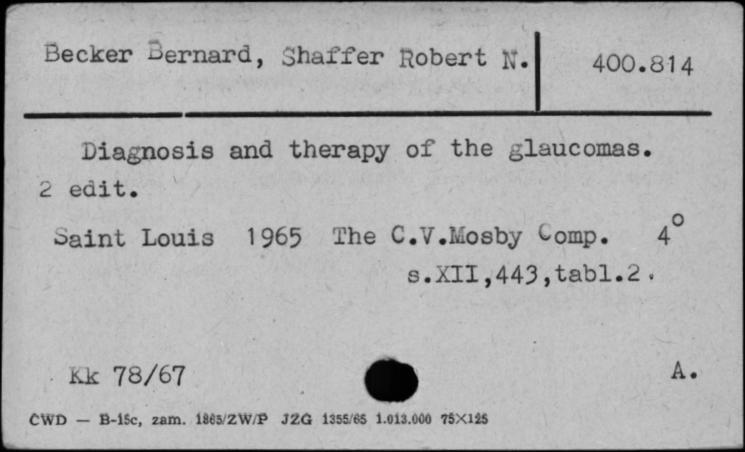 Becker Bernard, Shaffer Robert N. 400.814
Diagnosis and therapy of the glaucomas.
2 edit.
Saint Louis 1965 The C.V.Mosby Comp. 4°
s.XII,443,tabl.2.
Kk 78/67 A.
CWD — B-15c, zam. 1865/ZW/P JZG 1355/65 1.013.000 75X125